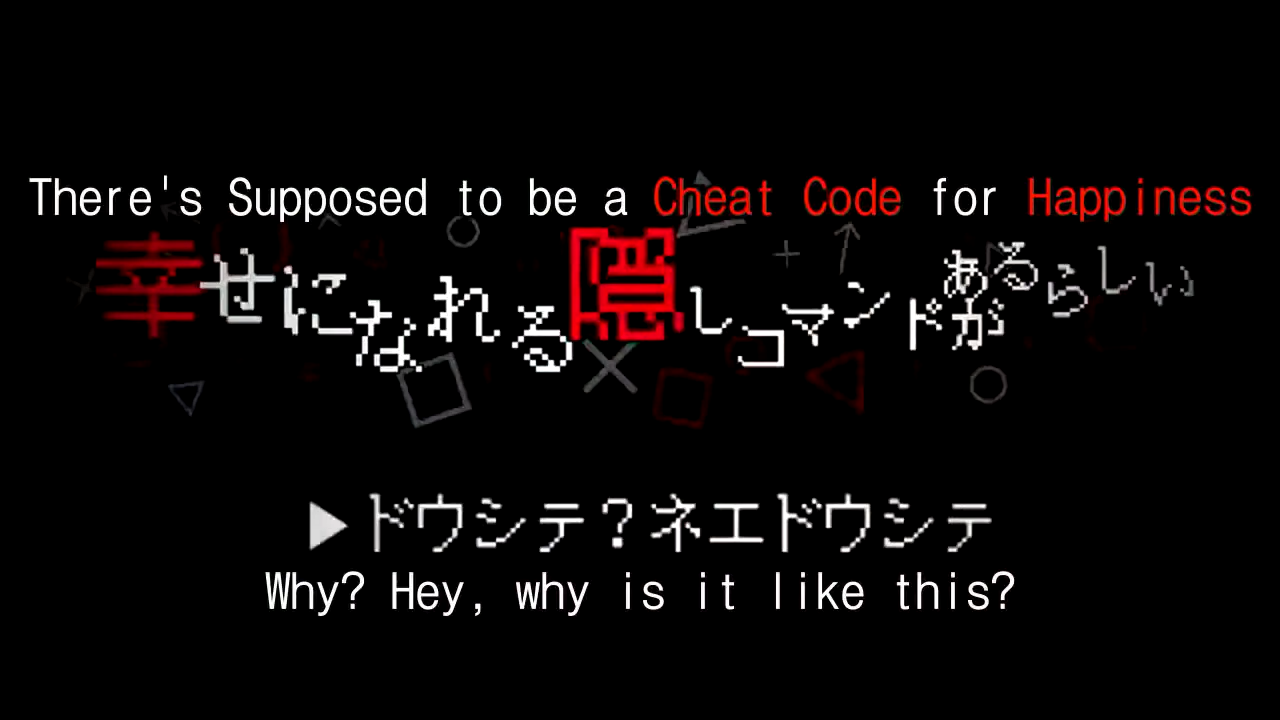 There's Supposed to be a Cheat Code for Happiness
幸せになれる隠しコマンドがあるらしい
▶ドウシテ?ネエドウシテ
Why? Hey, why is it like this?